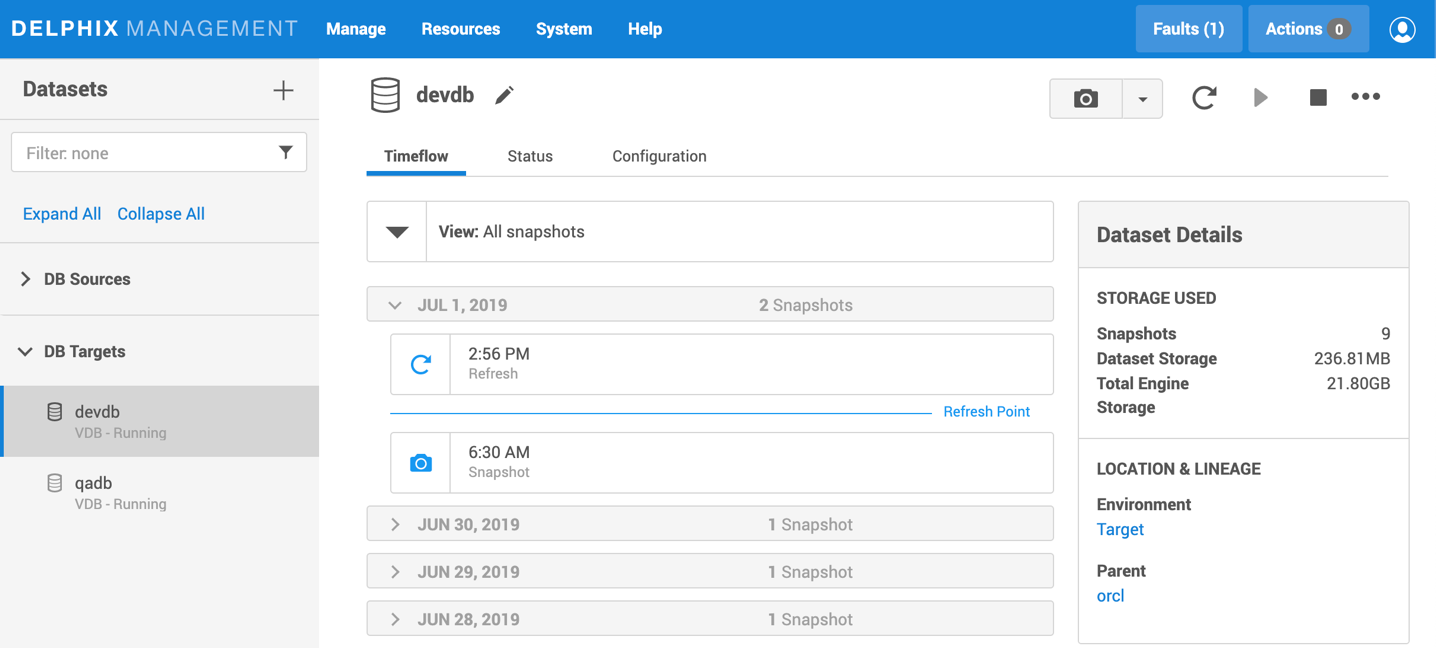 DELPHIX MANAGEMENT Manage Resources System Help Faults (1) Actions 0
Datasets
Filter: none
Expand All Collapse All
DB Sources
DB Targets
devdb
VDB - Running
qadb
VDB - Running
devdb
Timeflow Status Configuration
View: All snapshots
JUL 1, 2019 2 Snapshots
2:56 PM
Refresh
Refresh Point
6:30 AM
Snapshot
JUN 30, 2019 1 Snapshot
JUN 29, 2019 1 Snapshot
JUN 28, 2019 1 Snapshot
Dataset Details
STORAGE USED
Snapshots 9
Dataset Storage 236.81MB
Total Engine 21.80GB
Storage
LOCATION & LINEAGE
Environment
Target
Parent
orcl